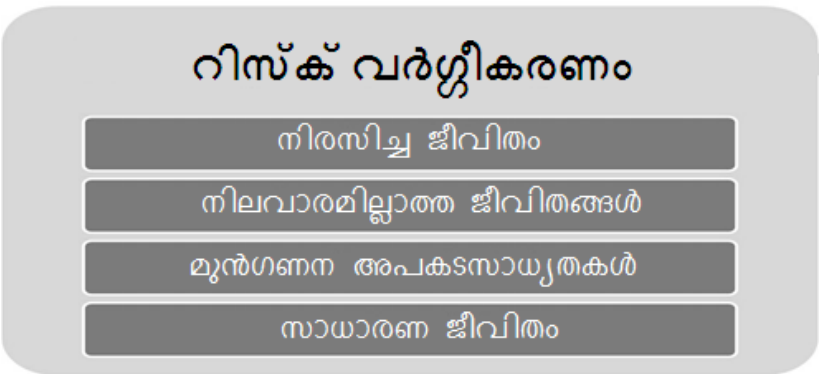 റിസ്ക് വർഗ്ഗീകരണം
നിരസിച്ച ജീവിതം
നിലവാരമില്ലാത്ത ജീവിതങ്ങൾ
മുൻഗണന അപകടസാധ്യതകൾ
സാധാരണ ജീവിതം